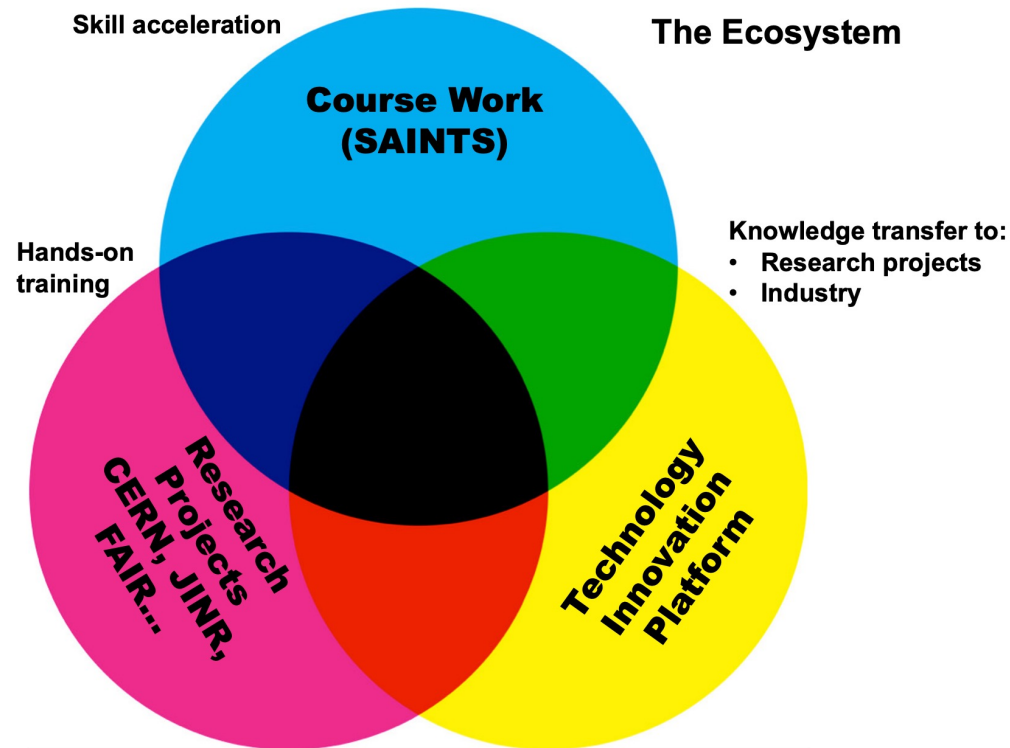 Skill acceleration
The Ecosystem
Course Work
(SAINTS)
Hands-on
training
Knowledge transfer to:
• Research projects
• Industry
Research
Projects
CERN, JINR,
FAIR...
Technology
Innovation
Platform